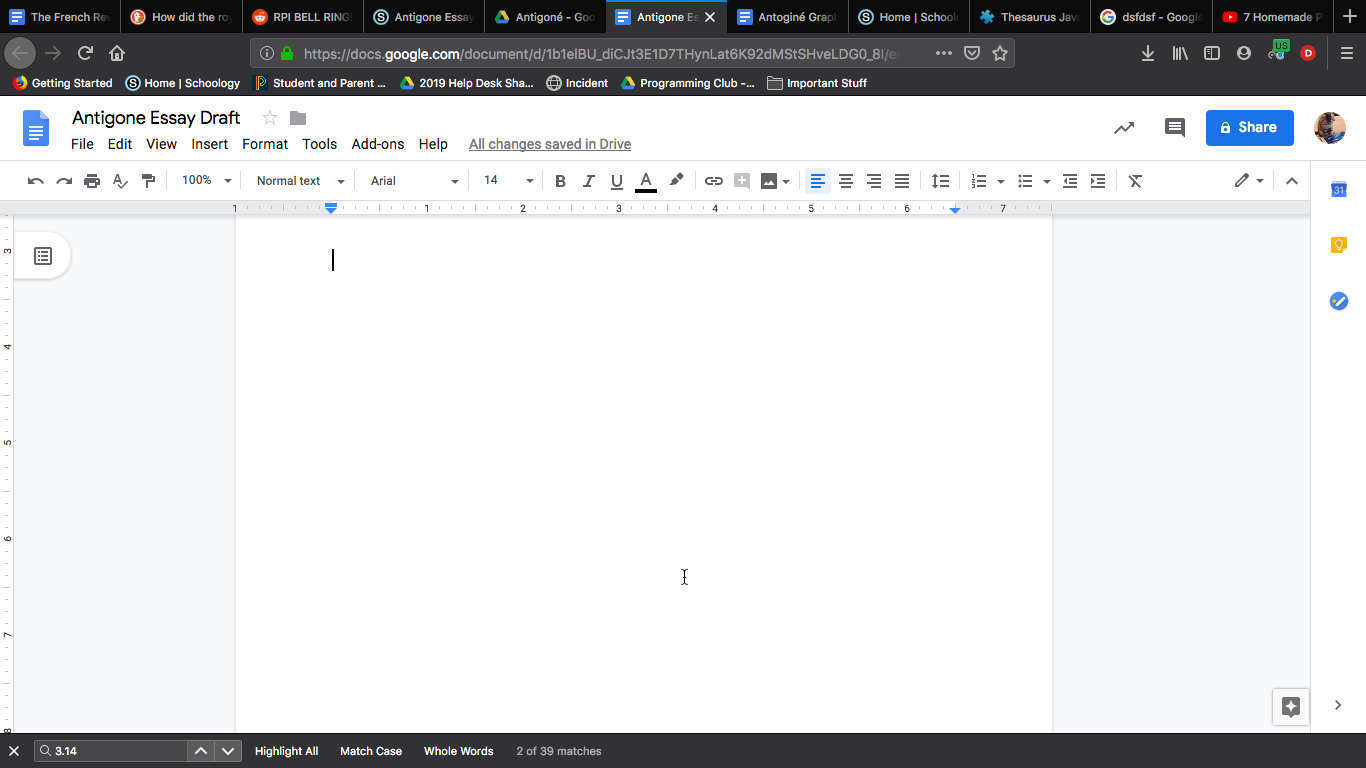 The French Rev How did the roy RPI BELL RING Antigone Essay Antigoné - Goo Antigone Es Antoginé Graph Home | Schoolo Thesaurus Jav dsfdsf - Google 7 Homemade P
https://docs.google.com/document/d/1b1elBU_diCJt3E1D7THynLat6K92dMStSHveLDG0_8I/e US D
Getting Started Home | Schoology Student and Parent ... 2019 Help Desk Sha... Incident Programming Club -... Important Stuff
Antigone Essay Draft
Share
File Edit View Insert Format Tools Add-ons Help All changes saved in Drive
100% Normal text Arial 14 B I U A
31
1 1 2 3 4 5 6 7
3
4
5
6
7
8
3.14 Highlight All Match Case Whole Words 2 of 39 matches